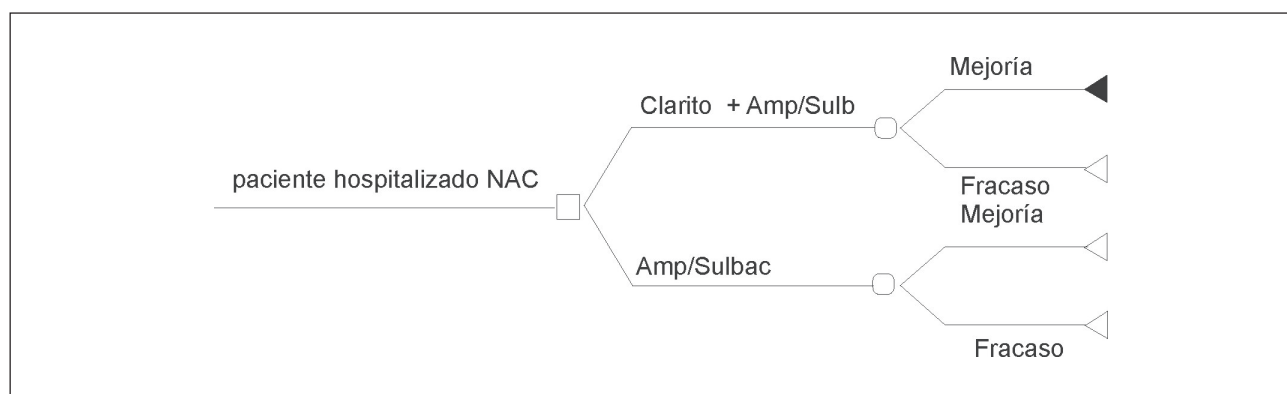 Mejoría
Clarito + Amp/Sulb
paciente hospitalizado NAC
Fracaso
Mejoría
Amp/Sulbac
Fracaso